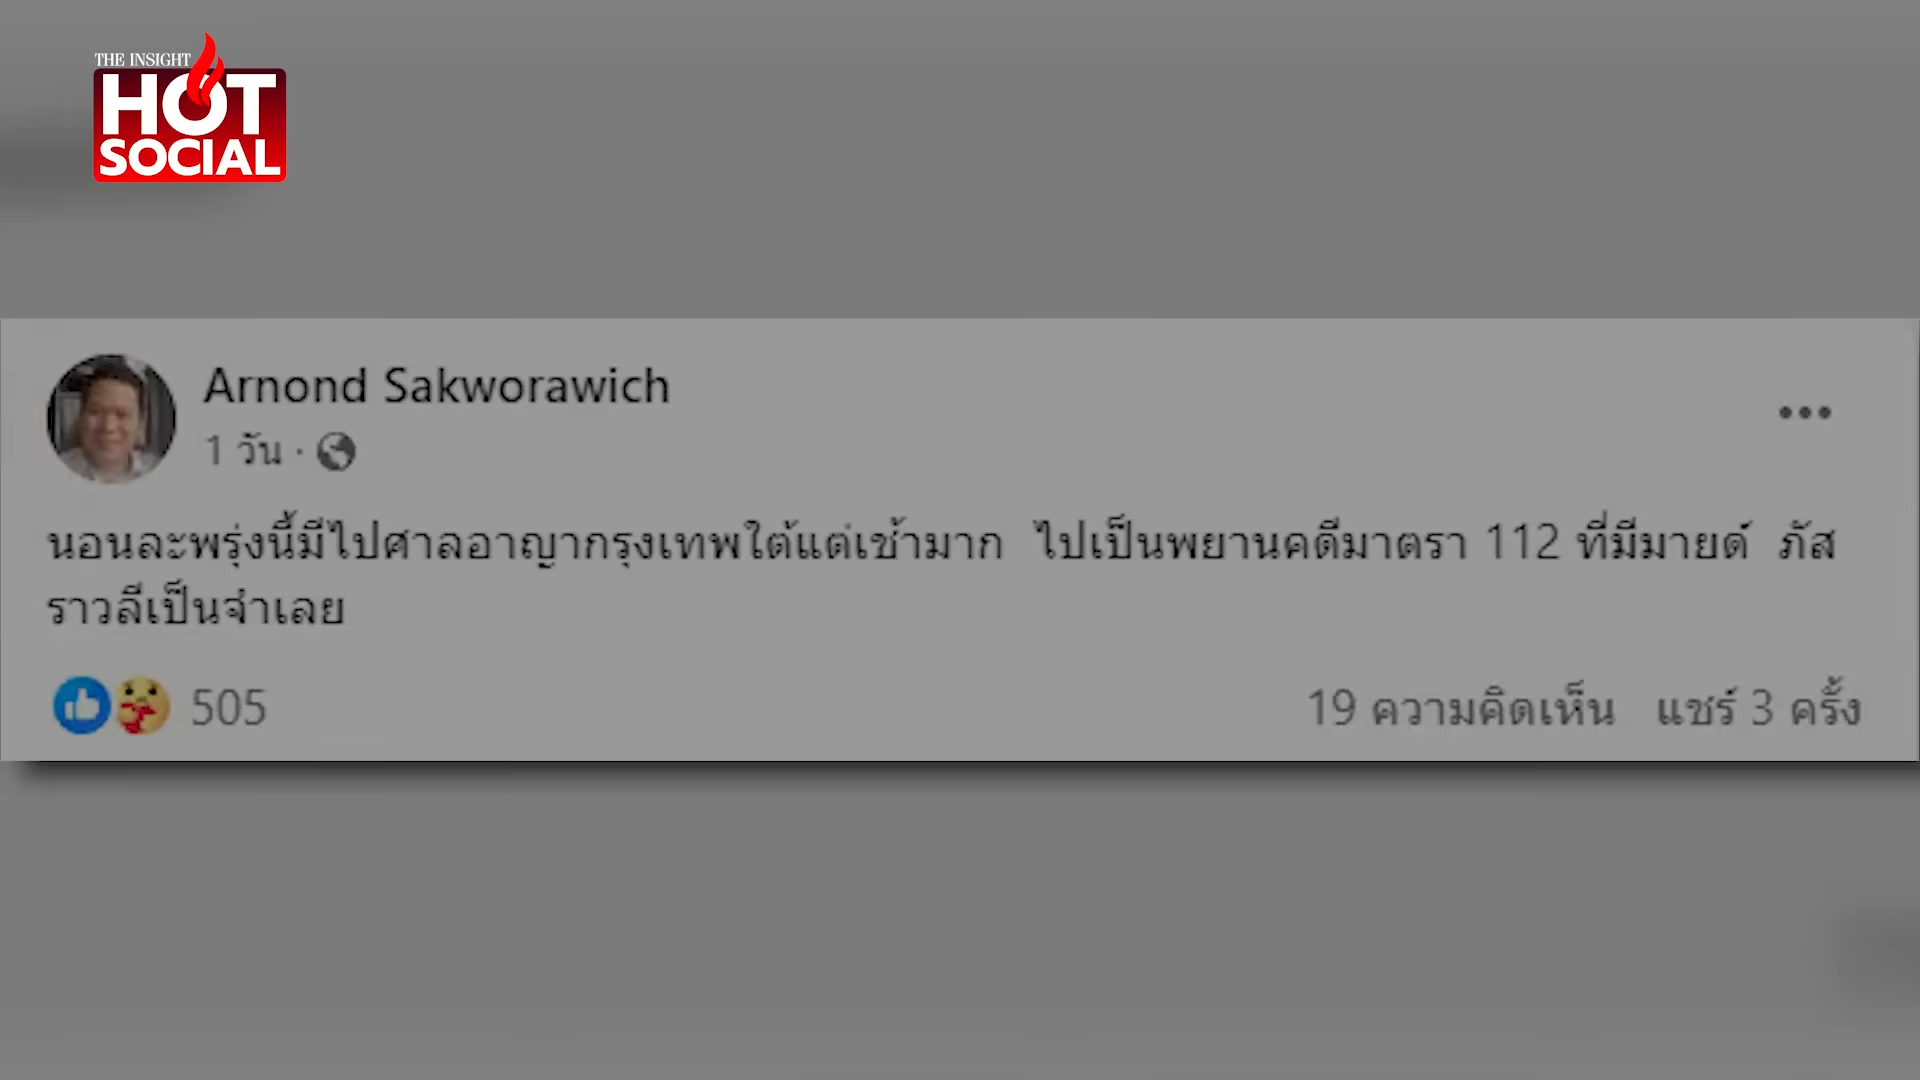 THE INSIGHT
HOT
SOCIAL
Arnond Sakworawich
1 วัน ·
นอนละพรุ่งนี้มีไปศาลอาญากรุงเทพใต้แต่เช้ามาก ไปเป็นพยานคดีมาตรา 112 ที่มีมายด์ ภัส
ราวลีเป็นจำเลย
505
19 ความคิดเห็น แชร์ 3 ครั้ง